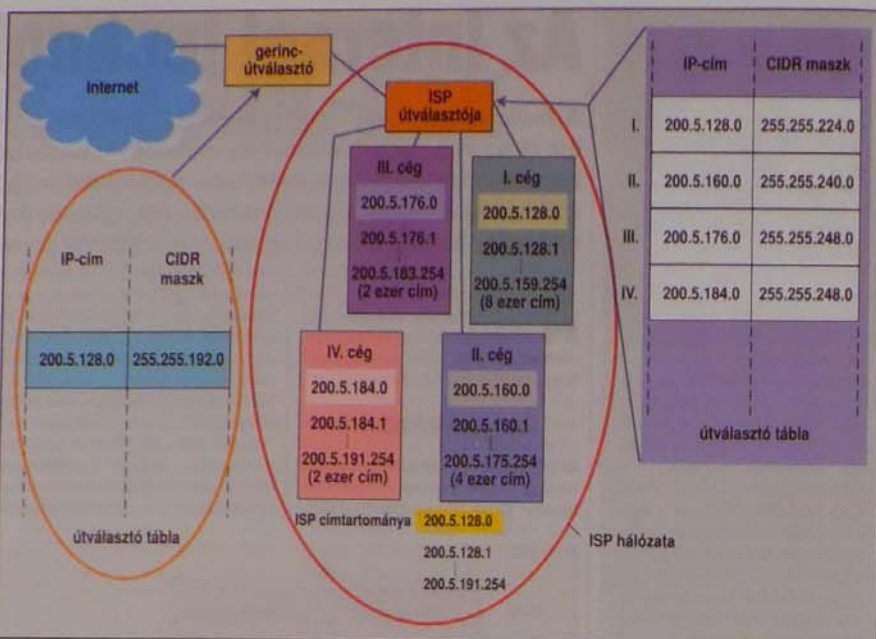 Internet
gerinc-
útválasztó
ISP
útválasztója
III. cég
200.5.176.0
200.5.176.1
200.5.183.254
(2 ezer cím)
I. cég
200.5.128.0
200.5.128.1
200.5.159.254
(8 ezer cím)
IV. cég
200.5.184.0
200.5.184.1
200.5.191.254
(2 ezer cím)
II. cég
200.5.160.0
200.5.160.1
200.5.175.254
(4 ezer cím)
ISP címtartománya 200.5.128.0
200.5.128.1
200.5.191.254
ISP hálózata
IP-cím CIDR
maszk
200.5.128.0 255.255.192.0
útválasztó tábla
IP-cím CIDR maszk
I. 200.5.128.0 255.255.224.0
II. 200.5.160.0 255.255.240.0
III. 200.5.176.0 255.255.248.0
IV. 200.5.184.0 255.255.248.0
útválasztó tábla